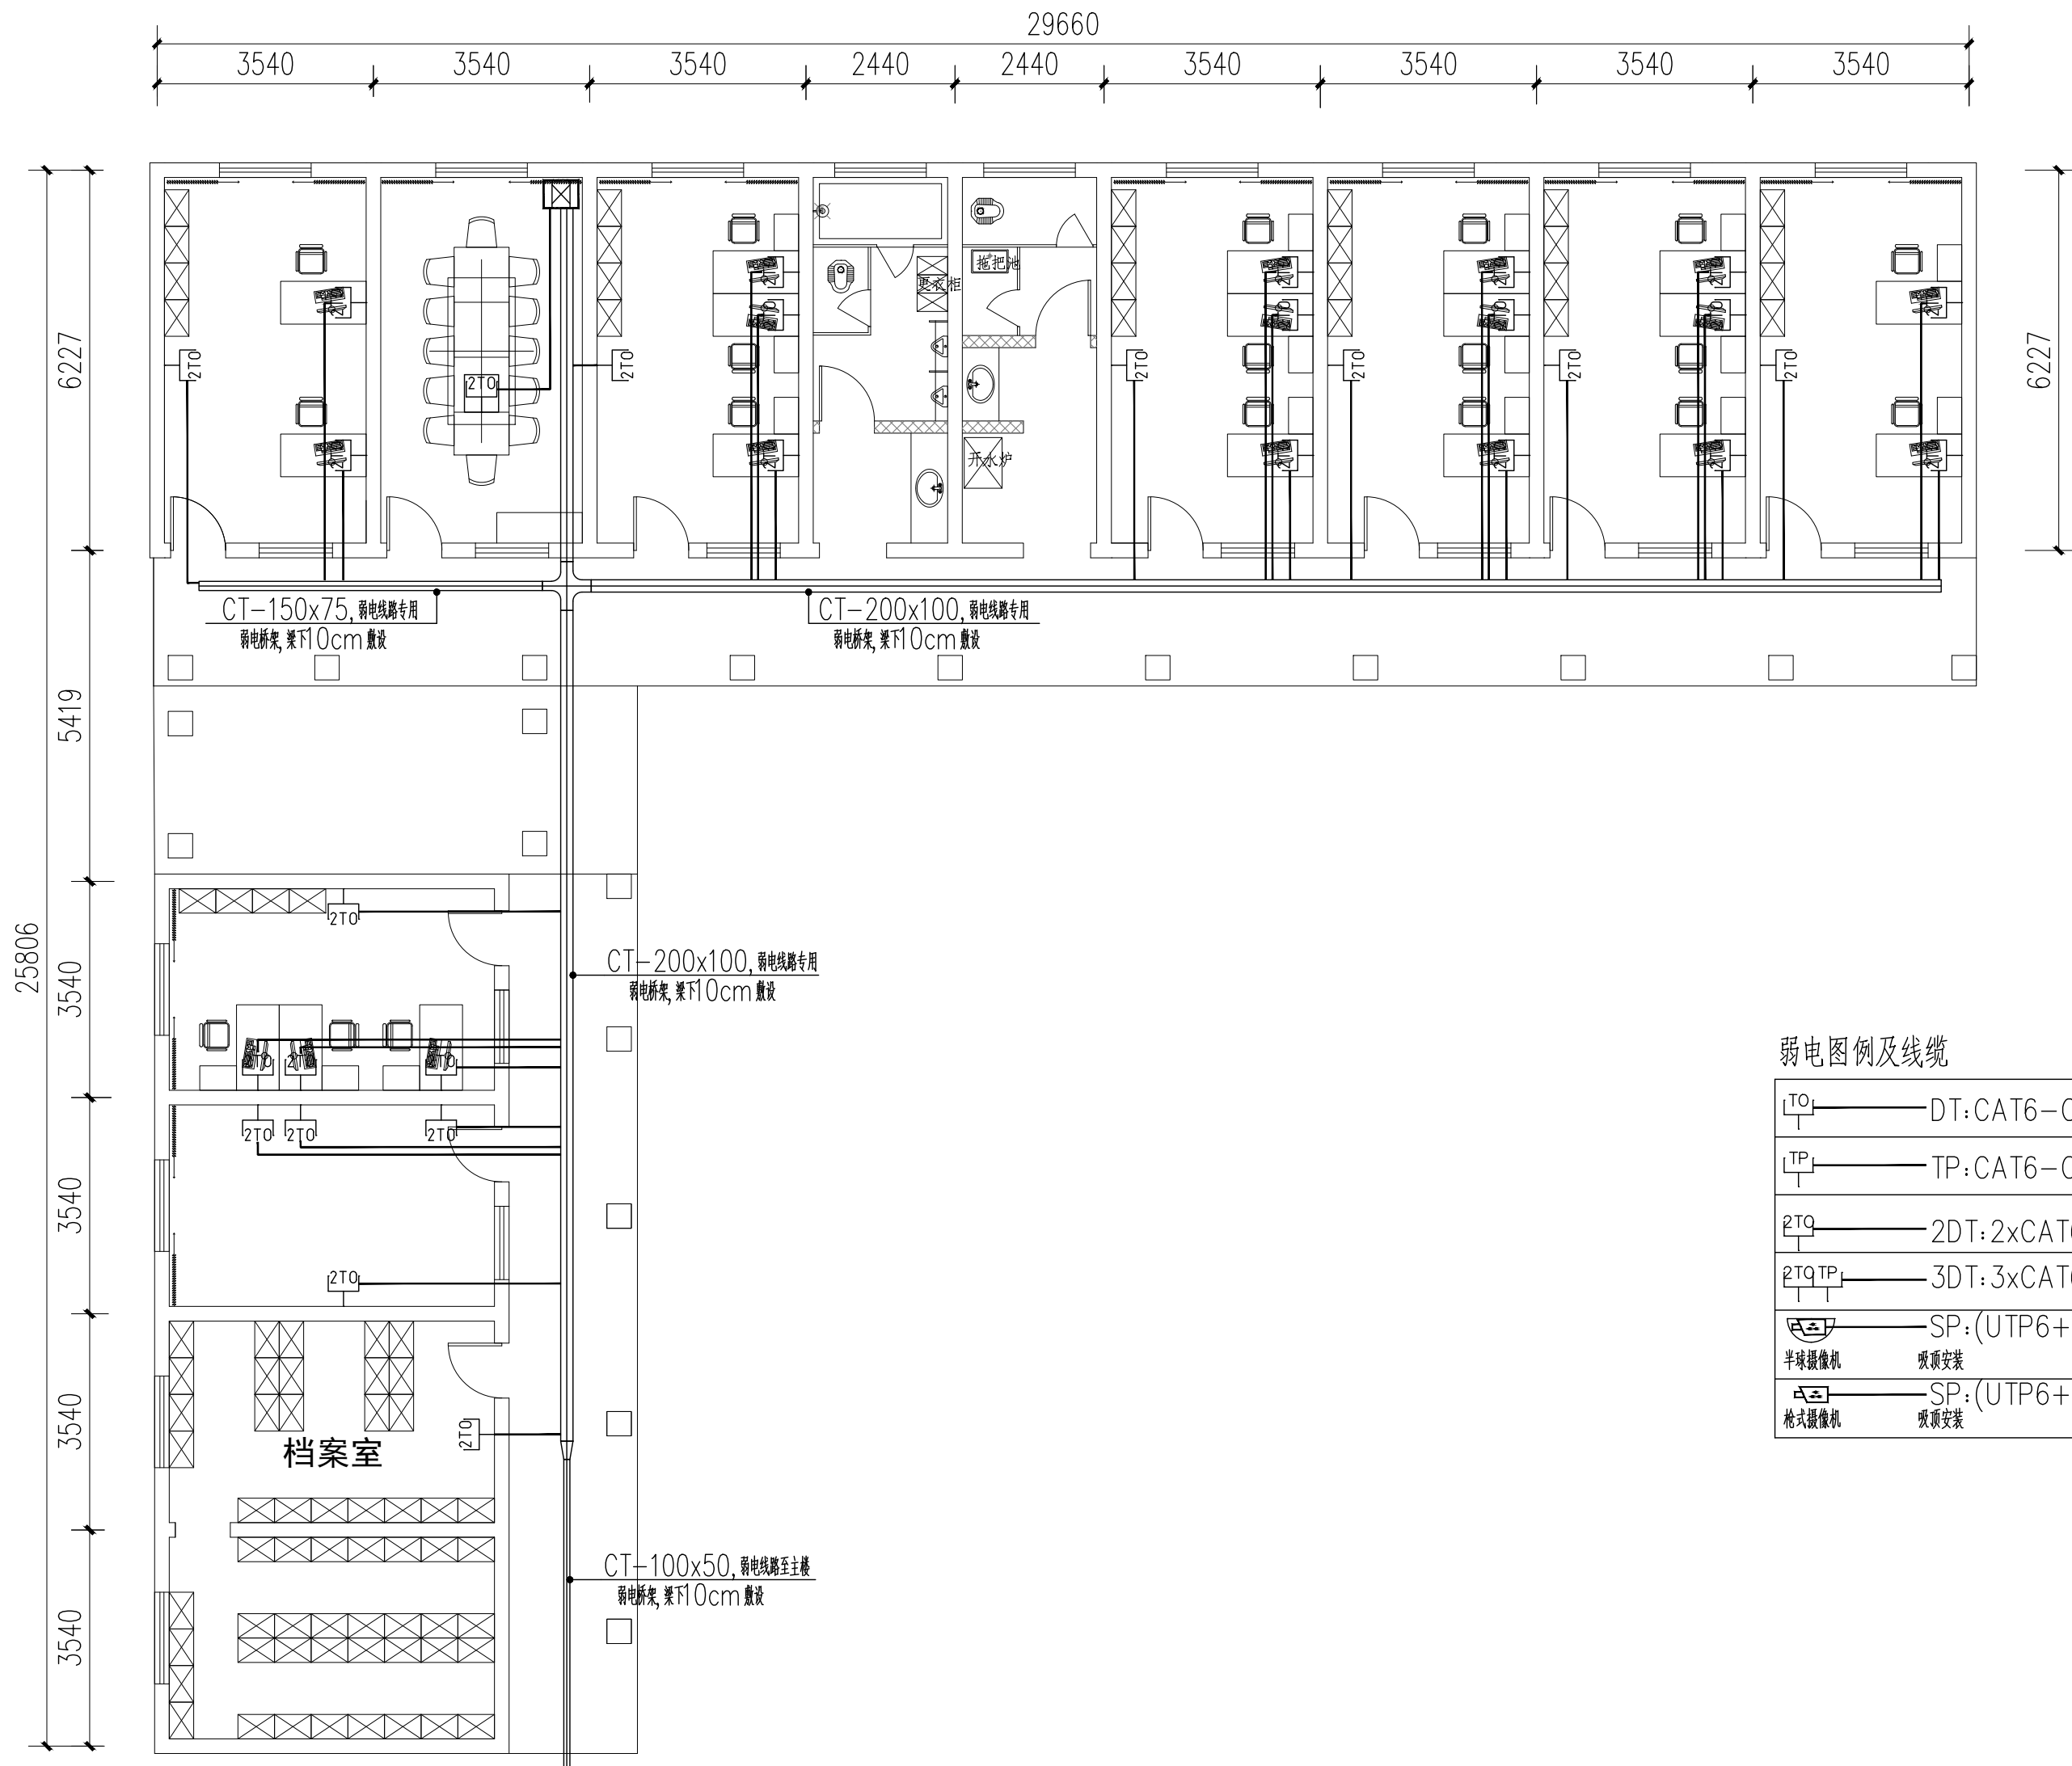 29660
3540
3540
3540
2440
2440
3540
3540
3540
3540
6227
5419
3540
3540
3540
3540
25806
6227
更衣柜
拖把池
开水炉
2TO
2TO
2TO
2TO
2TO
2TO
2TO
CT-150x75,弱电线路专用
弱电桥架,梁下10cm敷设
CT-200x100,弱电线路专用
弱电桥架,梁下10cm敷设
2TO
CT-200x100,弱电线路专用
弱电桥架,梁下10cm敷设
2TO
2TO
2TO
2TO
2TO
档案室
CT-100x50,弱电线路至主楼
弱电桥架,梁下10cm敷设
弱电图例及线缆
TO
DT:CAT6-
TP
TP:CAT6-
2TO
2DT:2xCAT
2TO TP
3DT:3xCAT
SP:(UTP6+
半球摄像机
吸顶安装
SP:(UTP6+
枪式摄像机
吸顶安装